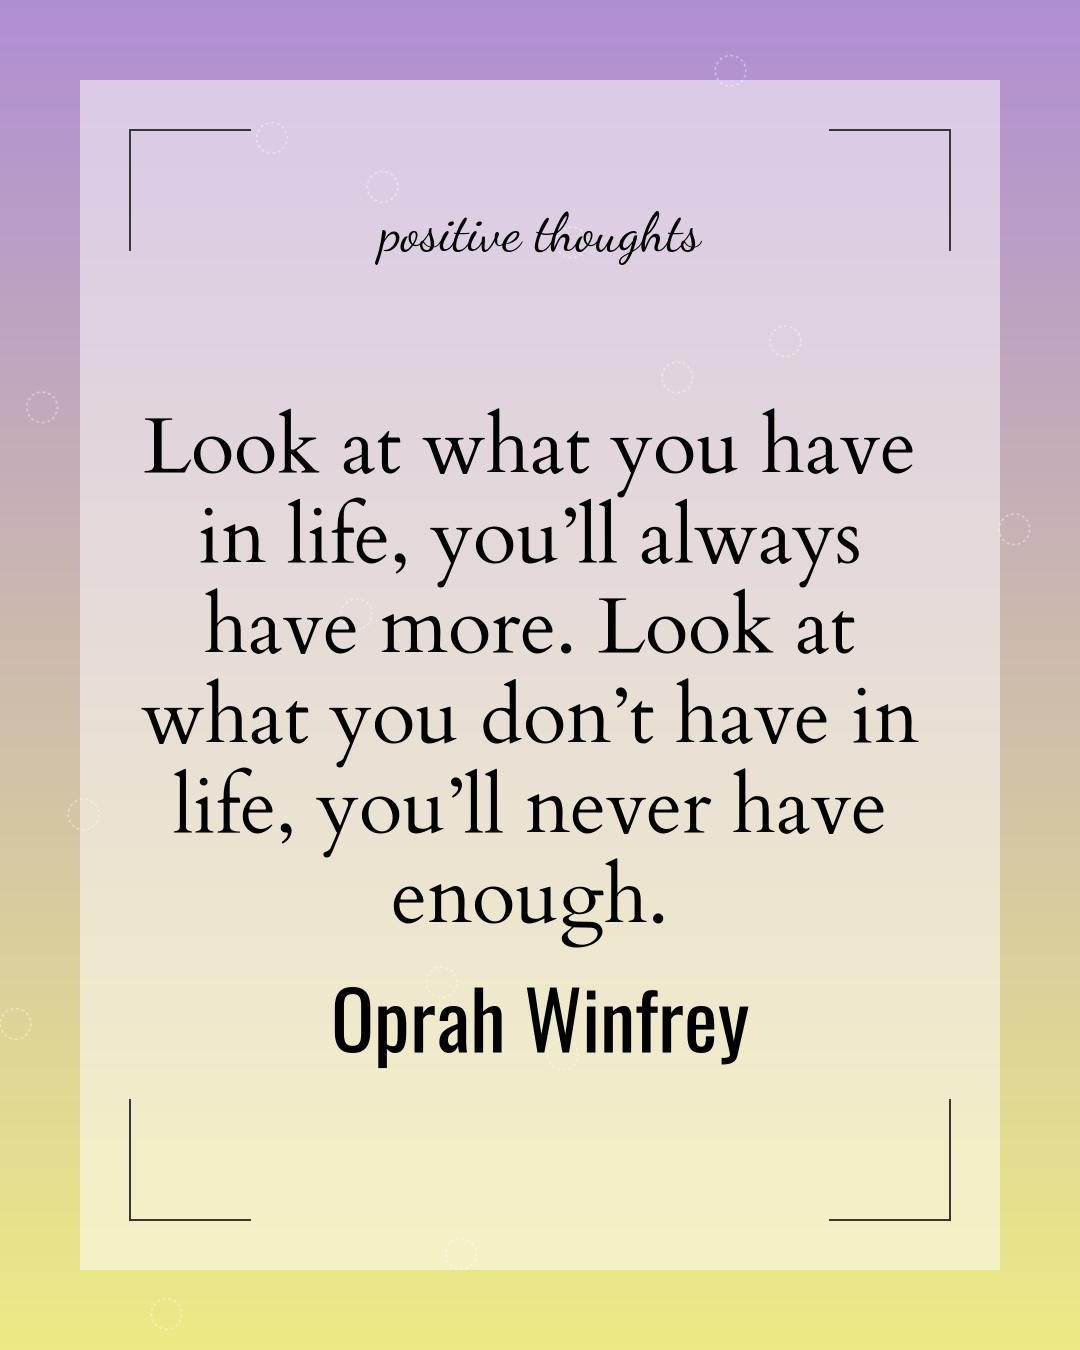 positive thoughts
Look at what you have
in life, you’ll always
have more. Look at
what you don’t have in
life, you’ll never have
enough.
Oprah Winfrey